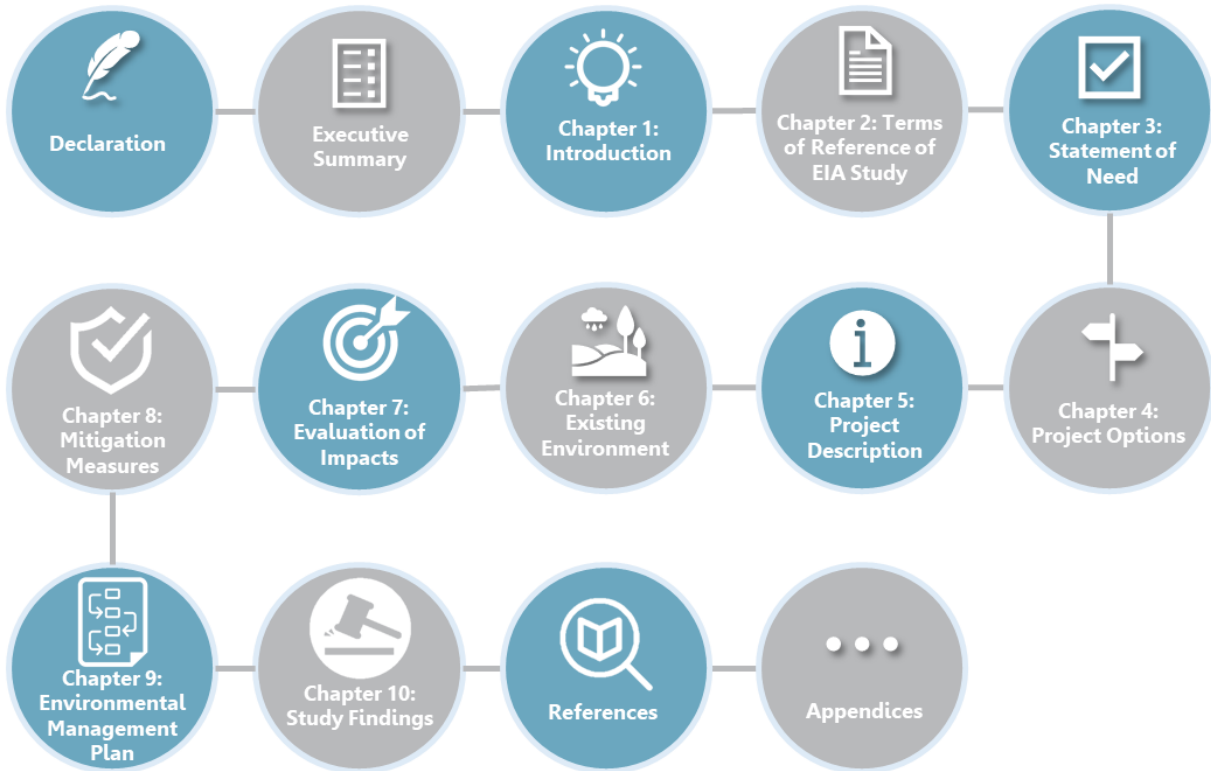 Declaration
Executive
Summary
Chapter 1:
Introduction
Chapter 2: Terms
of Reference of
EIA Study
Chapter 3:
Statement of
Need
Chapter 4:
Project Options
Chapter 5:
Project
Description
Chapter 6:
Existing
Environment
Chapter 7:
Evaluation of
Impacts
Chapter 8:
Mitigation
Measures
Chapter 9:
Environmental
Management
Plan
Chapter 10:
Study Findings
References
Appendices